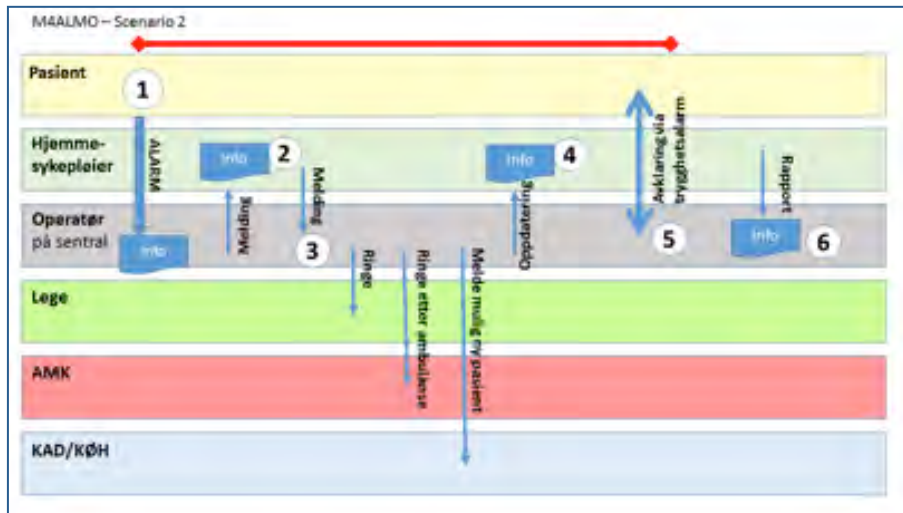 M4ALMO – Scenario 2
Pasient
1
ALARM
Hjemme-
sykepleier
Info
2
Melding
Melding
Info
4
Oppdatering
Avklaring via
trygghetsalarm
Rapport
Operatør
på sentral
Info
3
5
Info
6
Ringe
Ringe etter ambulanse
Melde mulig ny pasient
Lege
AMK
KAD/KØH